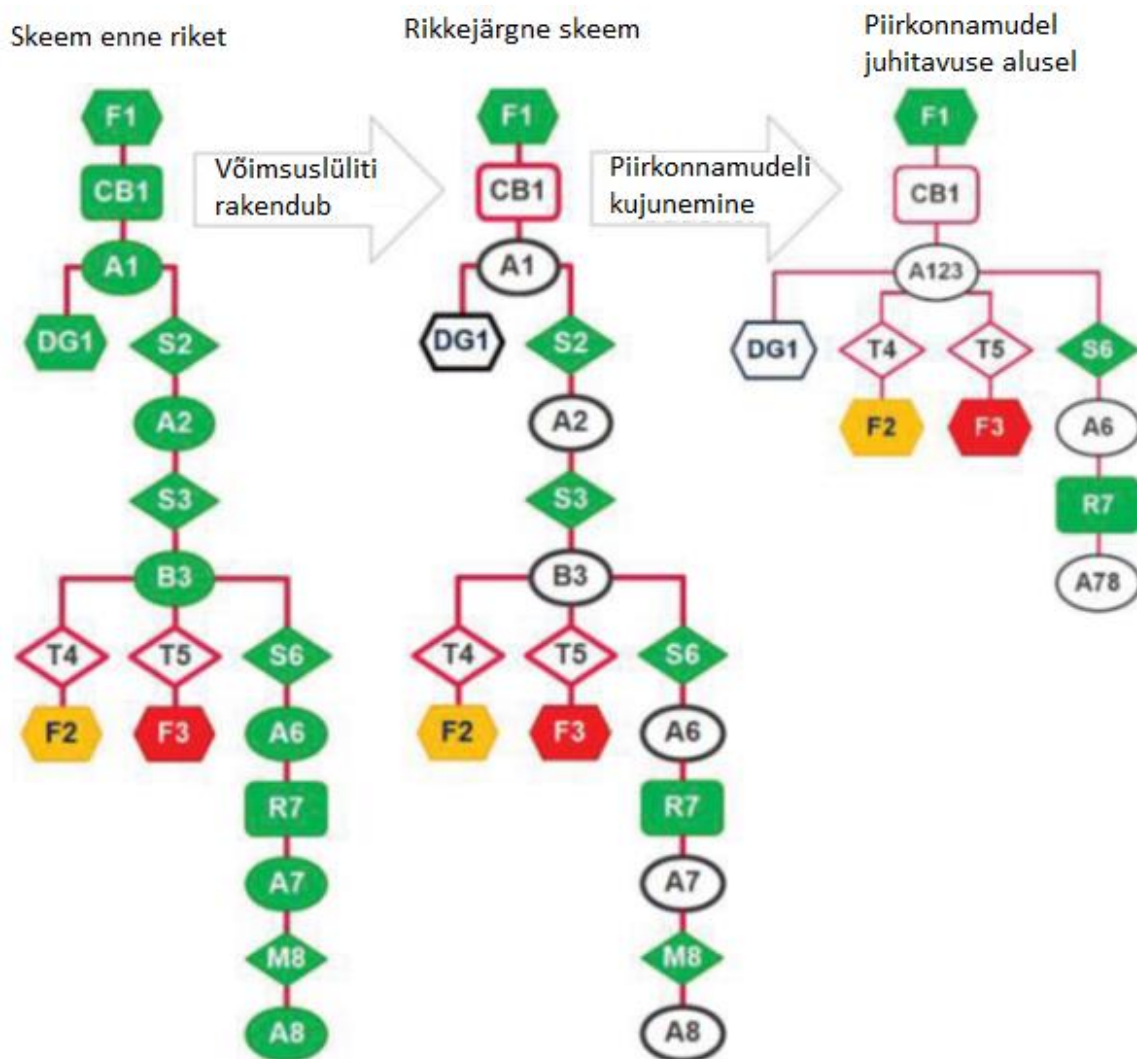 Skeem enne riket
F1
CB1
A1
DG1
S2
A2
S3
B3
T4
T5
S6
F2
F3
A6
R7
A7
M8
A8
Võimsuslüliti
rakendub
Rikkejärgne skeem
F1
CB1
A1
DG1
S2
A2
S3
B3
T4
T5
S6
F2
F3
A6
R7
A7
M8
A8
Piirkonnamudeli
kujunemine
Piirkonnamudel
juhitavuse alusel
F1
CB1
A123
DG1
T4
T5
S6
F2
F3
A6
R7
A78